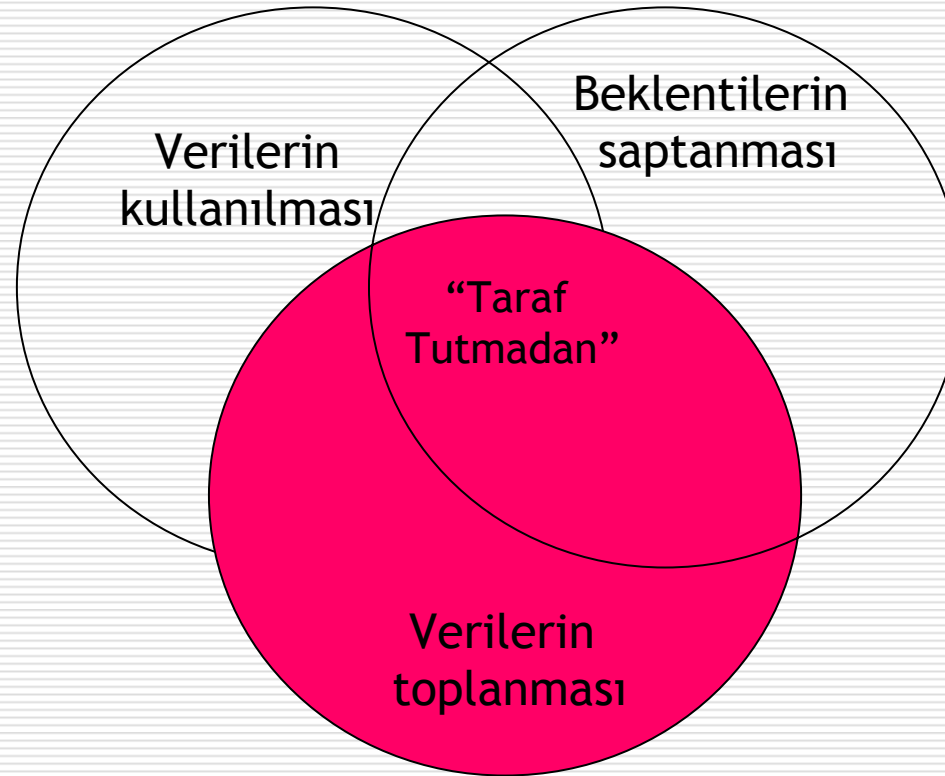 Verilerin
kullanılması
Beklentilerin
saptanması
“Taraf
Tutmadan”
Verilerin
toplanması